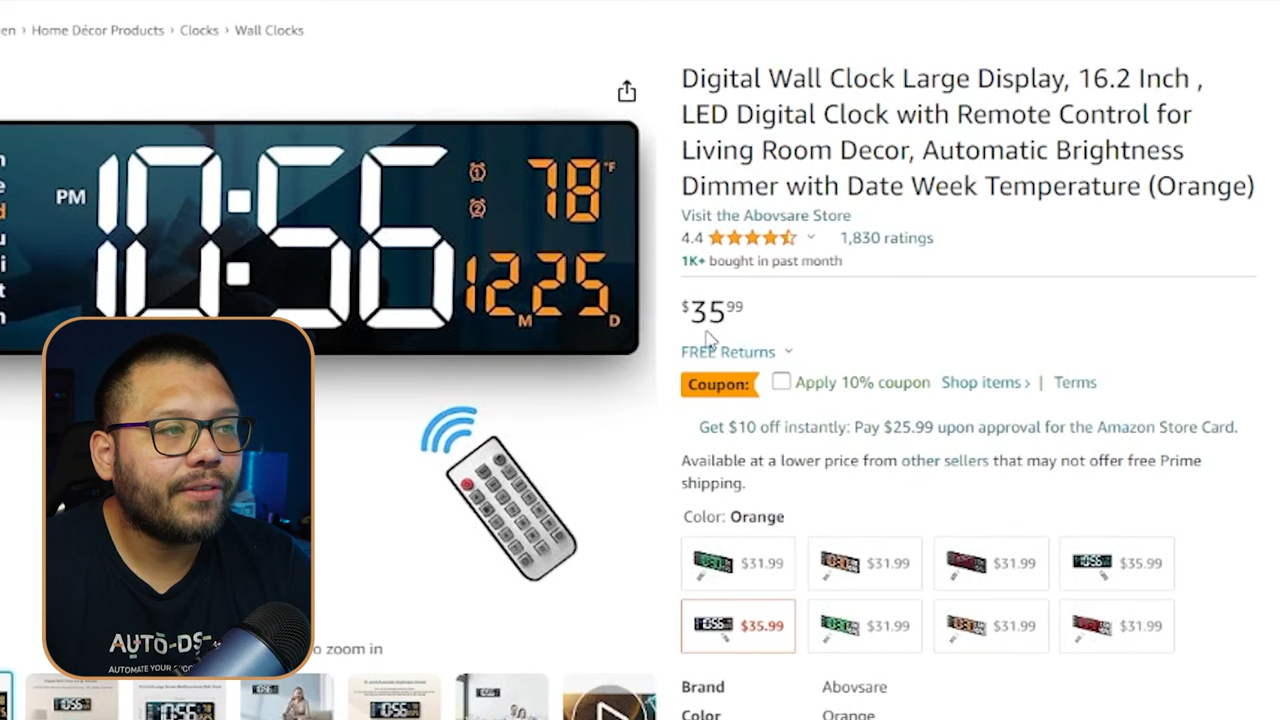 en › Home Décor Products › Clocks › Wall Clocks
Digital Wall Clock Large Display, 16.2 Inch ,
LED Digital Clock with Remote Control for
Living Room Decor, Automatic Brightness
Dimmer with Date Week Temperature (Orange)
Visit the Abovsare Store
4.4 1,830 ratings
1K+ bought in past month
$35 99
FREE Returns
Coupon: Apply 10% coupon Shop items › | Terms
Get $10 off instantly: Pay $25.99 upon approval for the Amazon Store Card.
Available at a lower price from other sellers that may not offer free Prime
shipping.
Color: Orange
$31.99 $31.99 $31.99 $35.99
$35.99 $31.99 $31.99 $31.99
Brand Abovsare
Color Orange
PM 10:56 1 78 °F
2 12 25
M D
n
e
d
u
i
t
n
AUTO-DS
AUTOMATE YOUR
o zoom in